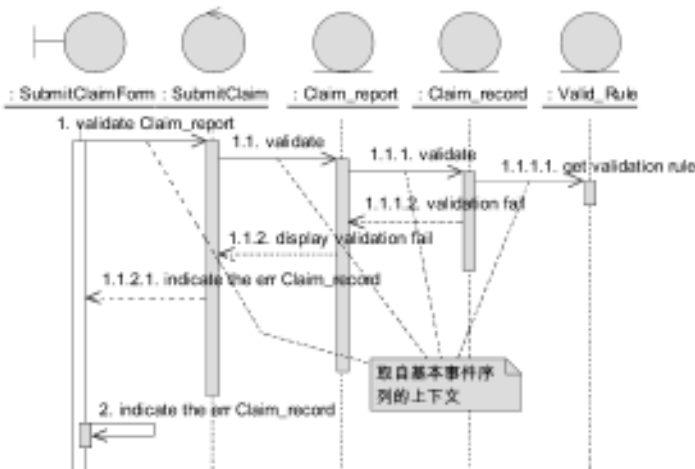 : SubmitClaimForm : SubmitClaim : Claim_report : Claim_record : Valid_Rule
1. validate Claim_report
1.1. validate
1.1.1. validate
1.1.1.1. get validation rule
1.1.1.2. validation fail
1.1.2. display validation fail
1.1.2.1. indicate the err Claim_record
取自基本事件序
列的上下文
2. indicate the err Claim_record